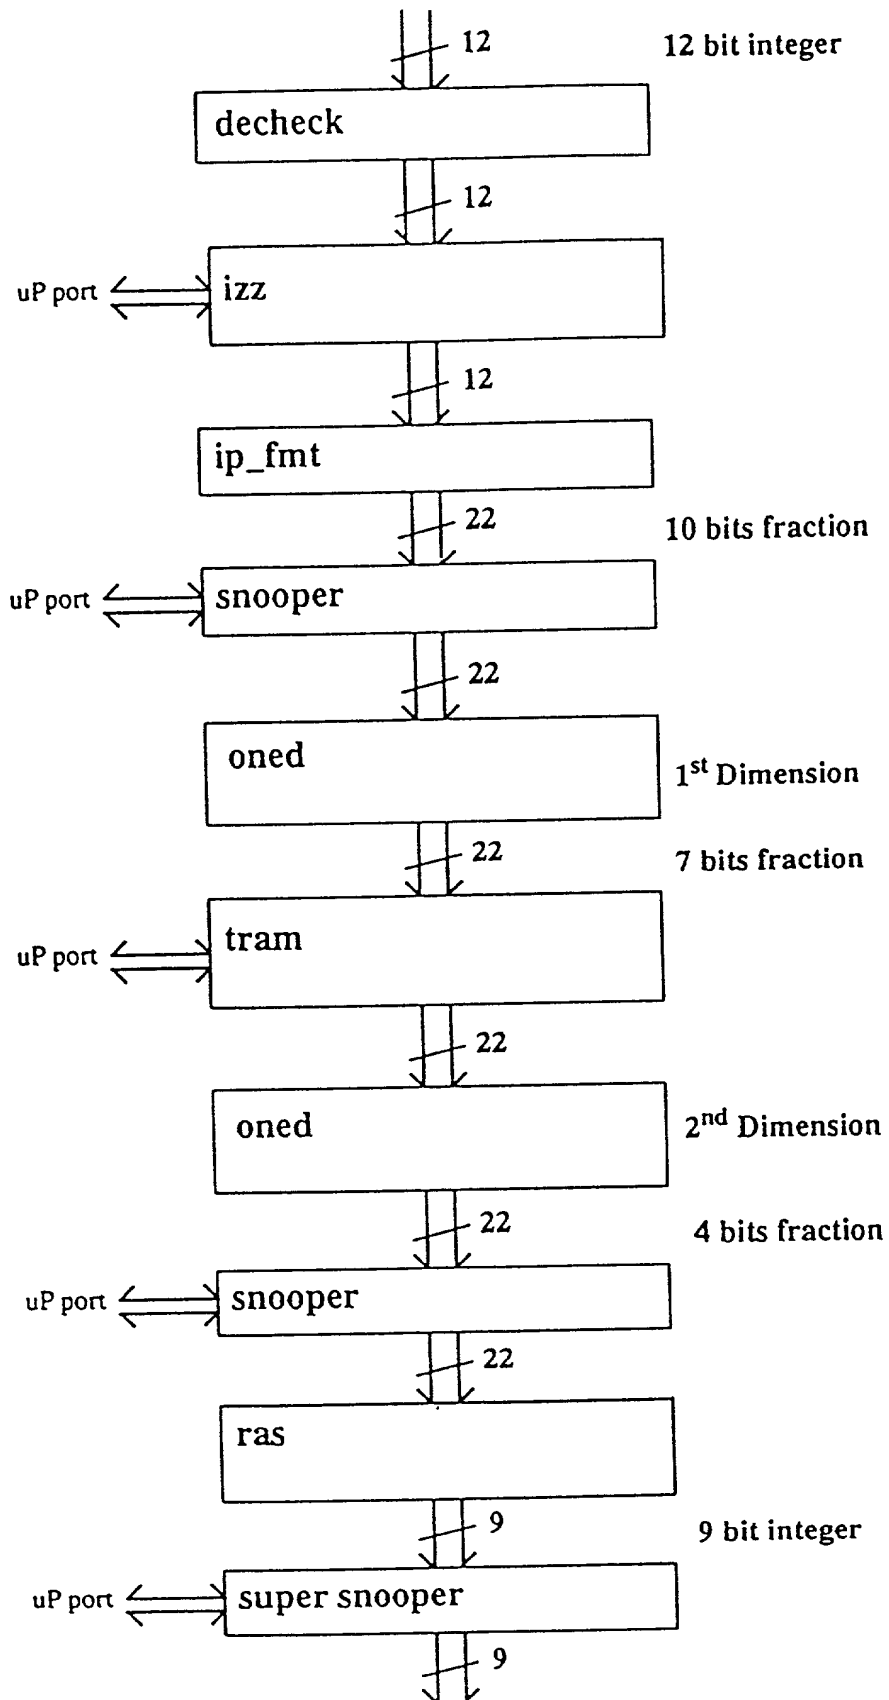 12 12 bit integer
decheck
12
uP port izz
12
ip_fmt
22 10 bits fraction
uP port snooper
22
oned
1st Dimension
22 7 bits fraction
uP port tram
22
oned 2nd Dimension
22 4 bits fraction
uP port snooper
22
ras
9 9 bit integer
uP port super snooper
9